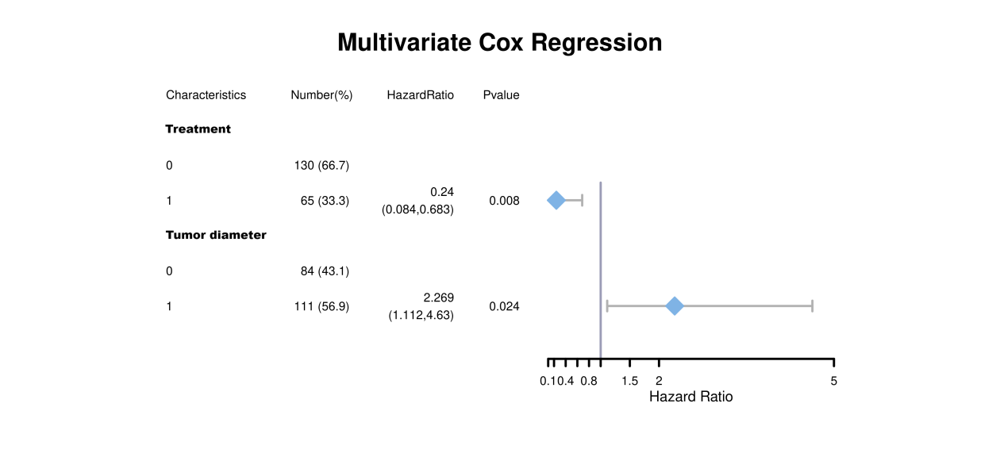 Multivariate Cox Regression
Characteristics Number(%) HazardRatio Pvalue
Treatment
0 130 (66.7)
1 65 (33.3) 0.24 (0.084,0.683) 0.008
Tumor diameter
0 84 (43.1)
1 111 (56.9) 2.269 (1.112,4.63) 0.024
0.1 0.4 0.8 1.5 2 5
Hazard Ratio